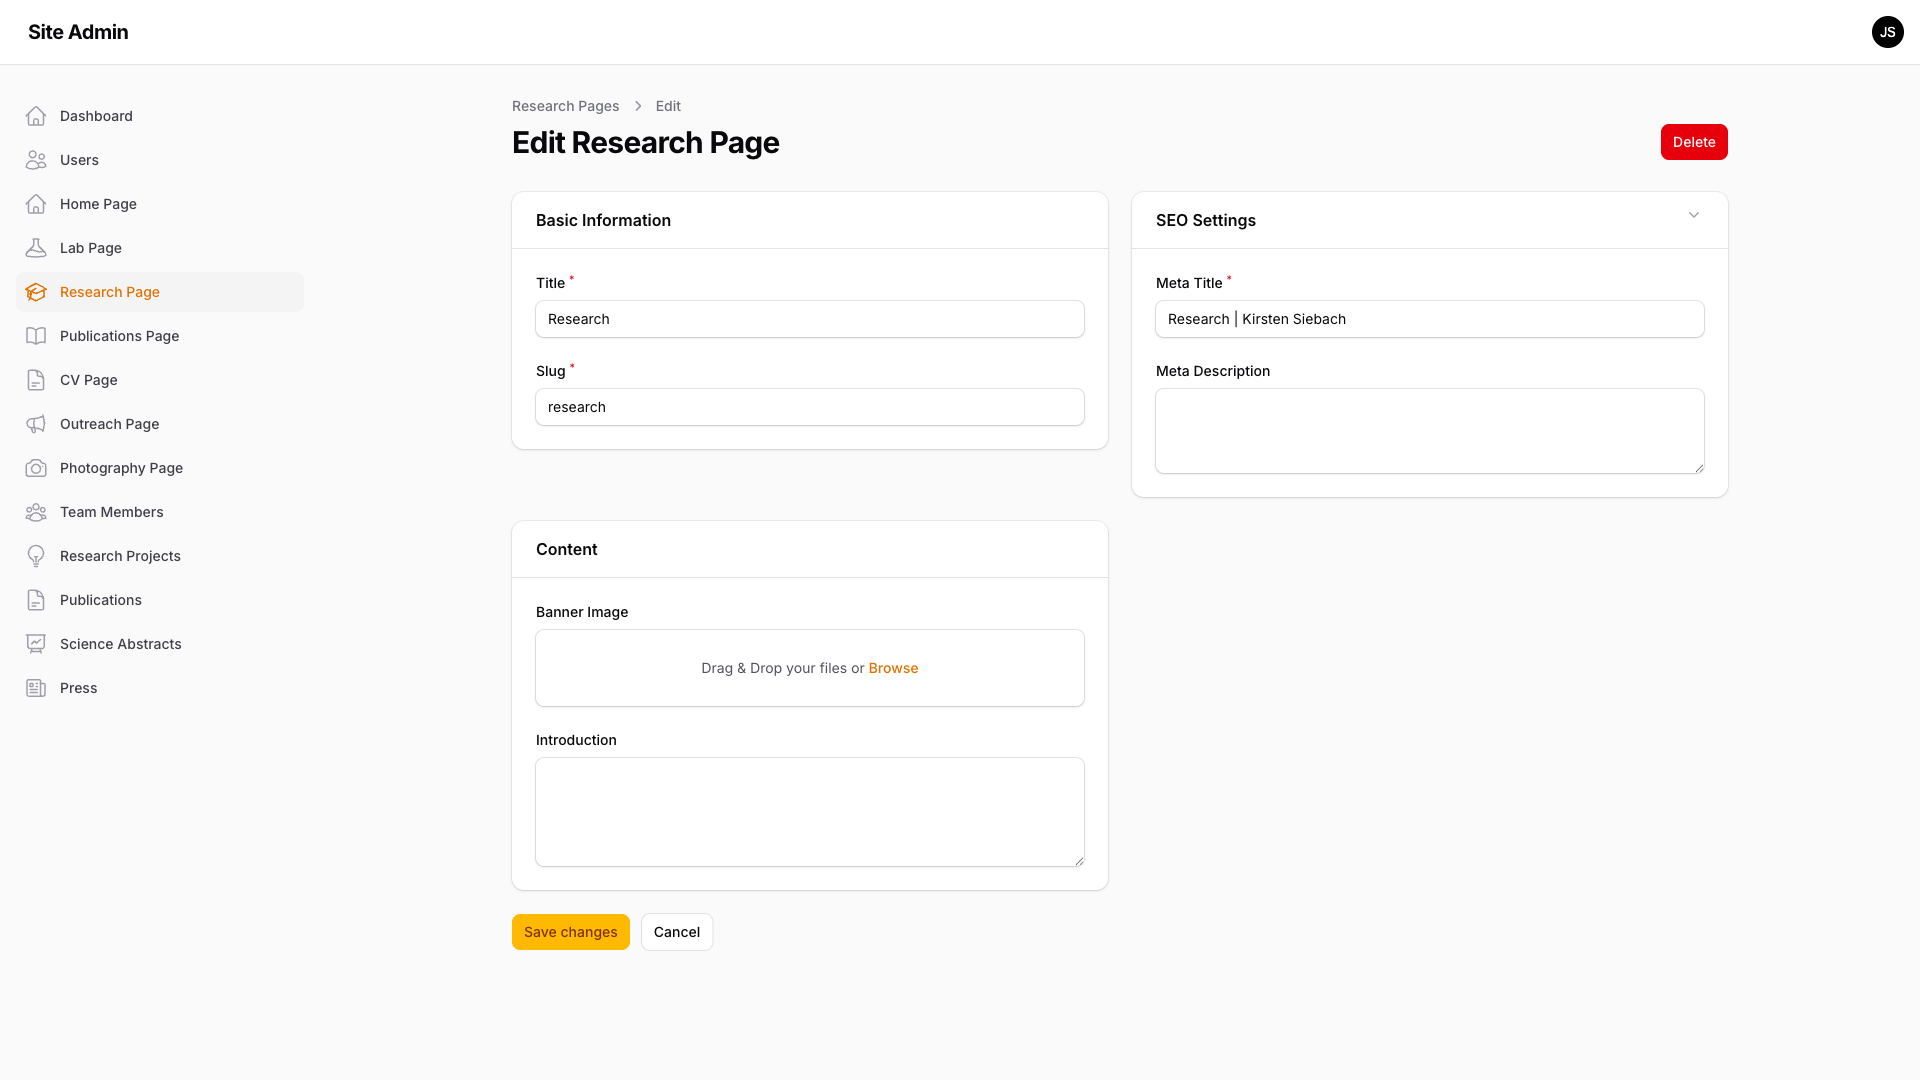 Site Admin
JS
Dashboard
Users
Home Page
Lab Page
Research Page
Publications Page
CV Page
Outreach Page
Photography Page
Team Members
Research Projects
Publications
Science Abstracts
Press
Research Pages > Edit
Edit Research Page
Delete
Basic Information
Title *
Research
Slug *
research
SEO Settings
Meta Title *
Research | Kirsten Siebach
Meta Description
Content
Banner Image
Drag & Drop your files or Browse
Introduction
Save changes
Cancel